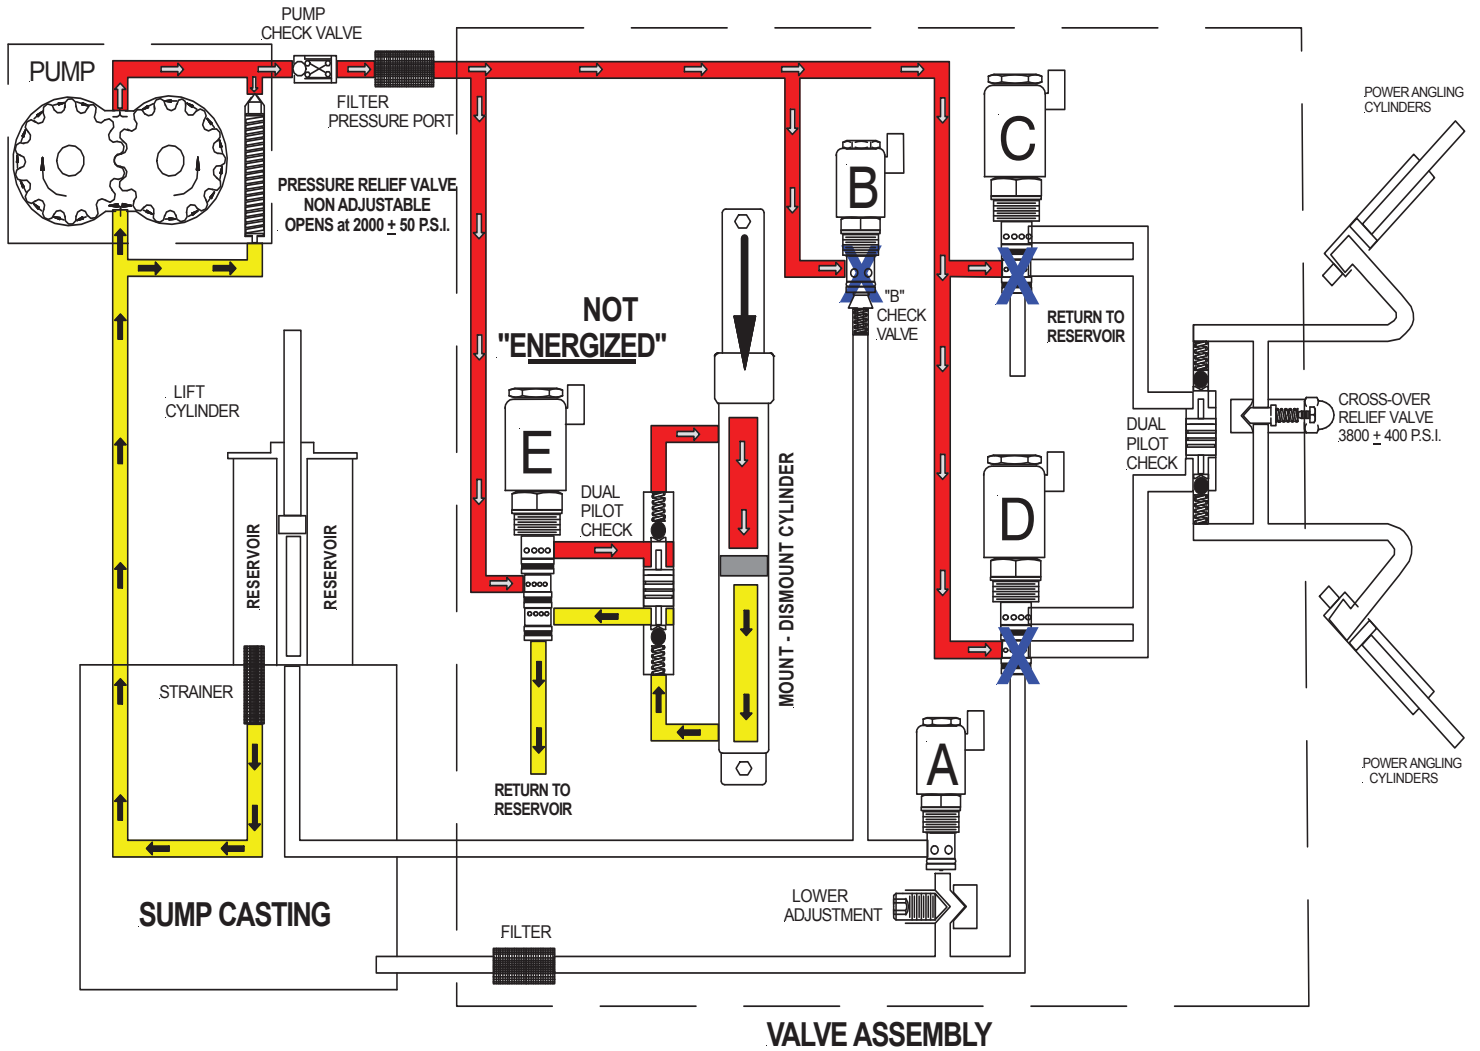 PUMP
CHECK VALVE
PUMP
FILTER
PRESSURE PORT
PRESSURE RELIEF VALVE
NON ADJUSTABLE
OPENS at 2000 ± 50 P.S.I.
C
POWER ANGLING
CYLINDERS
B
"B"
CHECK
VALVE
NOT
"ENERGIZED"
X
X
RETURN TO
RESERVOIR
LIFT
CYLINDER
E
DUAL
PILOT
CHECK
MOUNT - DISMOUNT CYLINDER
DUAL
PILOT
CHECK
CROSS-OVER
RELIEF VALVE
3800 ± 400 P.S.I.
D
X
RESERVOIR
RESERVOIR
STRAINER
RETURN TO
RESERVOIR
A
POWER ANGLING
CYLINDERS
LOWER
ADJUSTMENT
SUMP CASTING
FILTER
VALVE ASSEMBLY